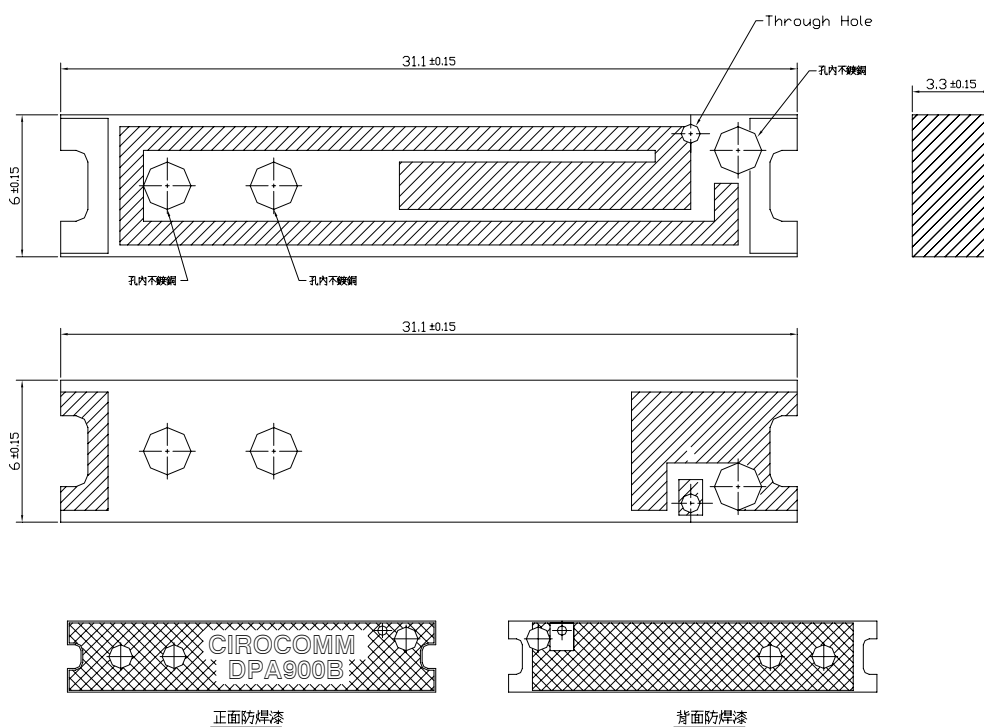 Through Hole
31.1 ±0.15
孔內不鍍銅
3.3 ±0.15
6 ±0.15
孔內不鍍銅
孔內不鍍銅
31.1 ±0.15
6 ±0.15
CIROCOMM
DPA900B
正面防焊漆
背面防焊漆